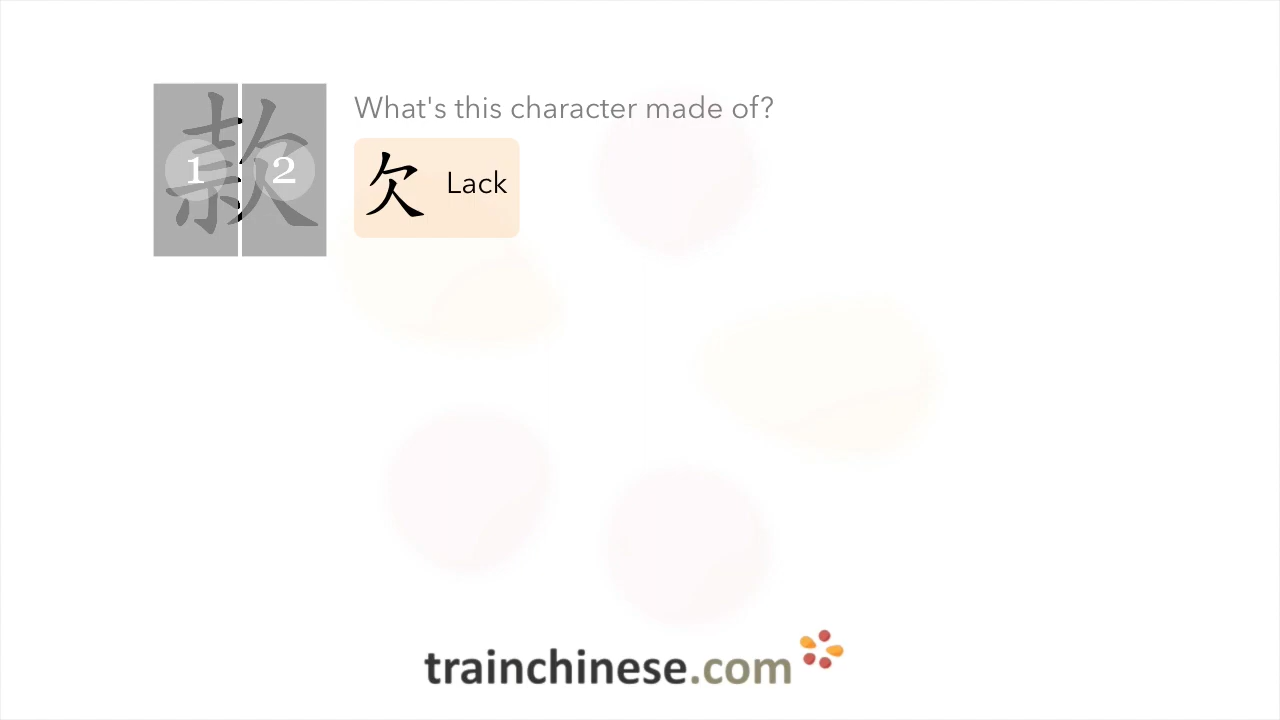 款
1 2
What's this character made of?
欠 Lack
trainchinese.com